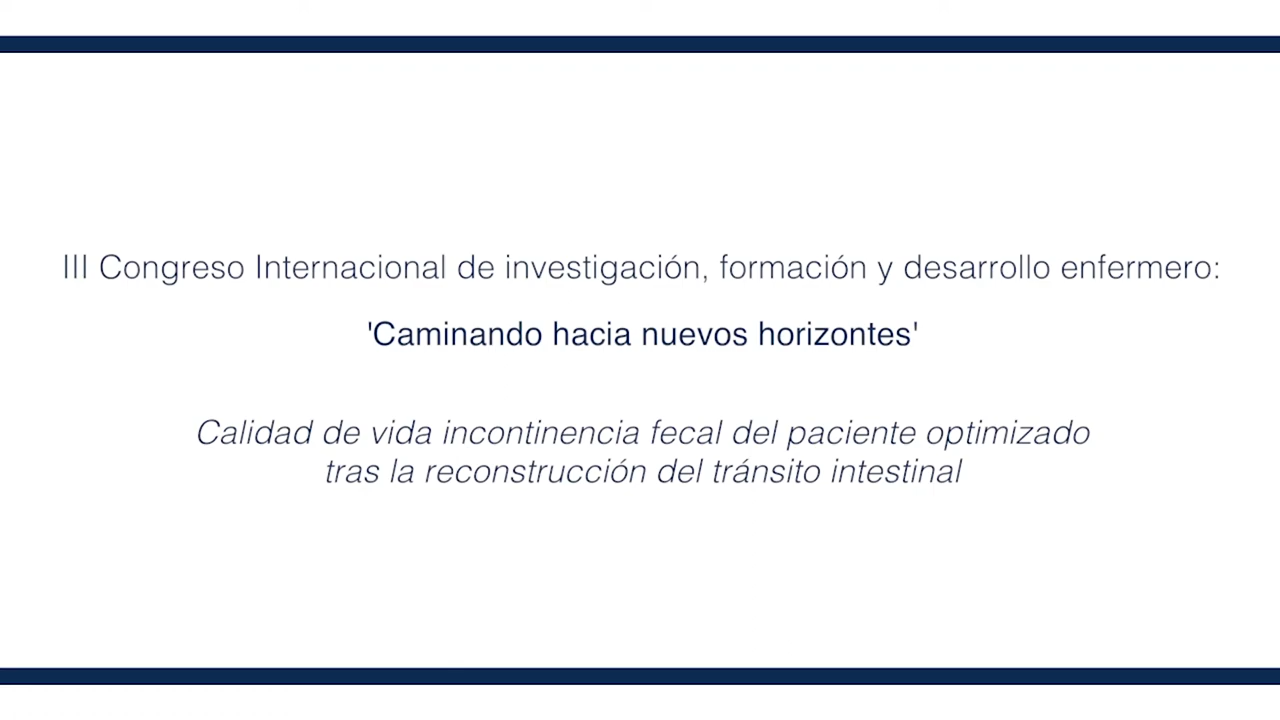 III Congreso Internacional de investigación, formación y desarrollo enfermero:
'Caminando hacia nuevos horizontes'
Calidad de vida incontinencia fecal del paciente optimizado
tras la reconstrucción del tránsito intestinal